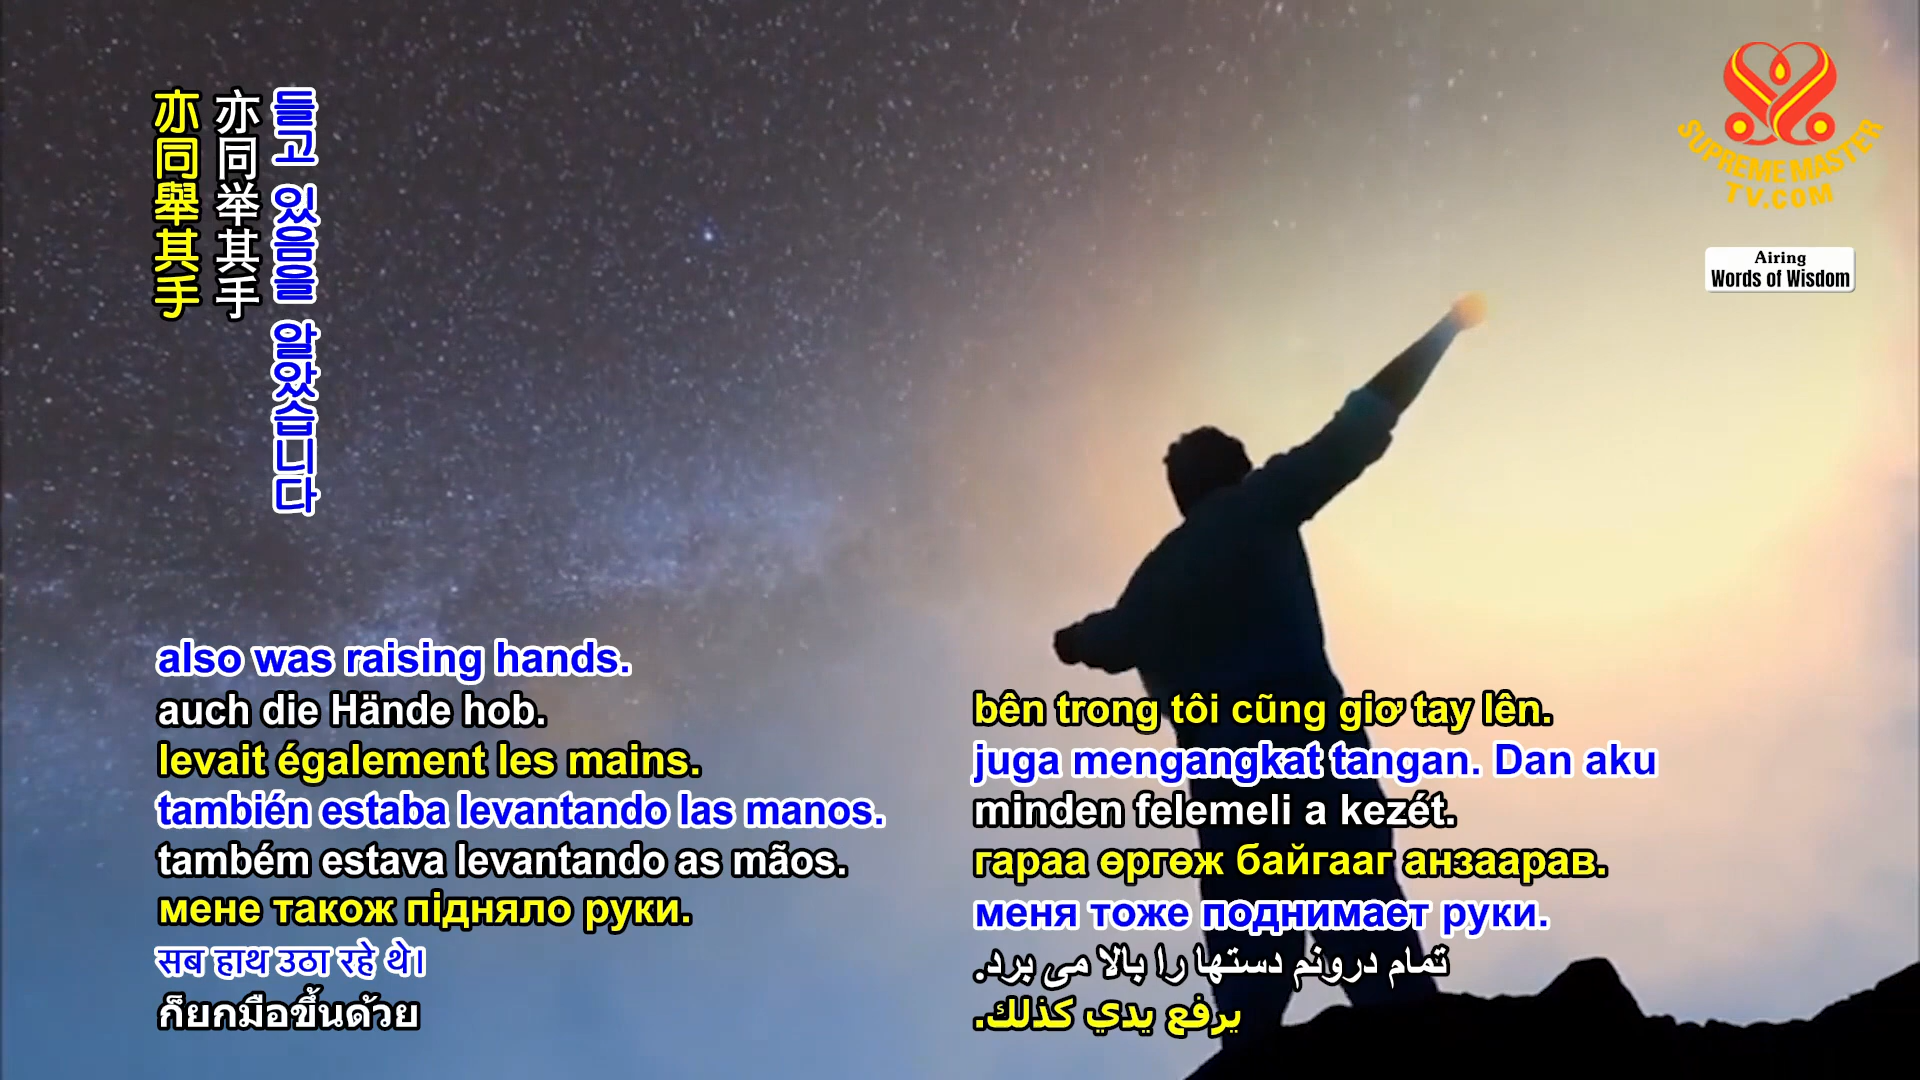 亦同舉其手
亦同举其手
들고 있음을 알았습니다
SUPREME MASTER
TV.COM
Airing
Words of Wisdom
also was raising hands.
auch die Hände hob.
levait également les mains.
también estaba levantando las manos.
também estava levantando as mãos.
мене також підняло руки.
सब हाथ उठा रहे थे।
ก็ยกมือขึ้นด้วย
bên trong tôi cũng giơ tay lên.
juga mengangkat tangan. Dan aku
minden felemeli a kezét.
гараа өргөж байгааг анзаарав.
меня тоже поднимает руки.
تمام درونم دستها را بالا می برد.
يرفع يدي كذلك.